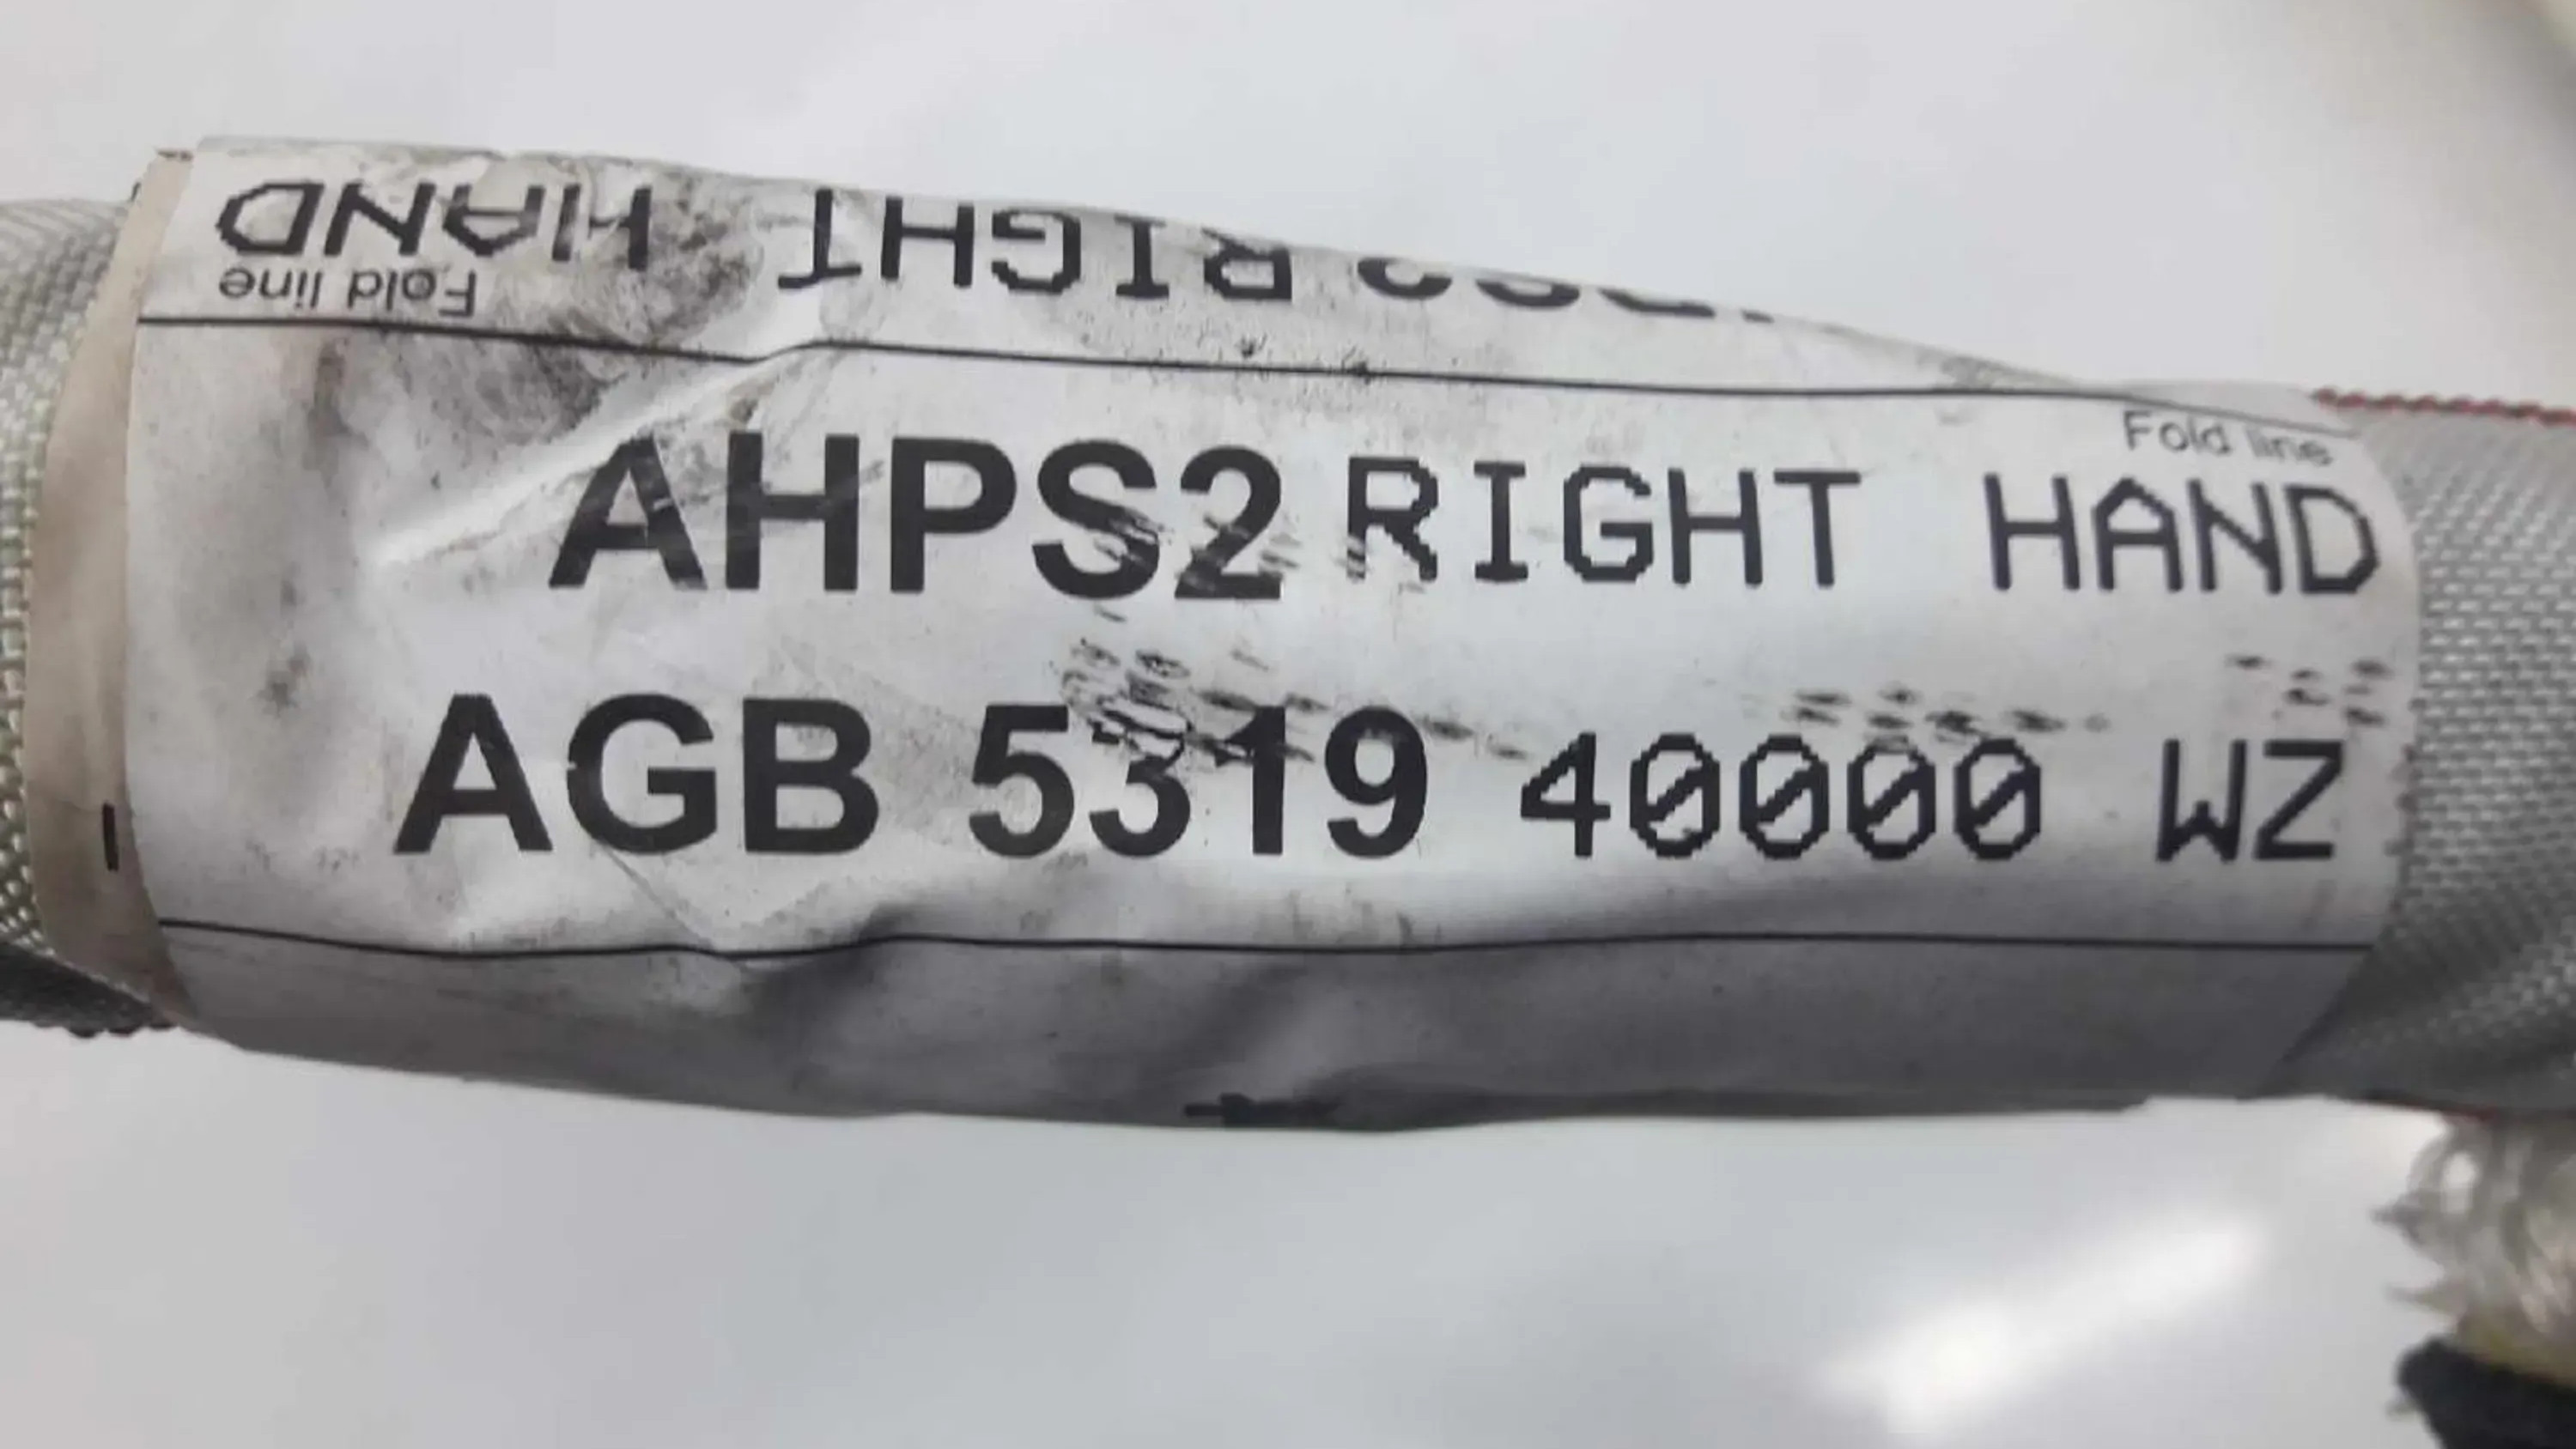 HAND RIGHT
Fold line
Fold line
AHPS2 RIGHT HAND
AGB 5319 40000 WZ